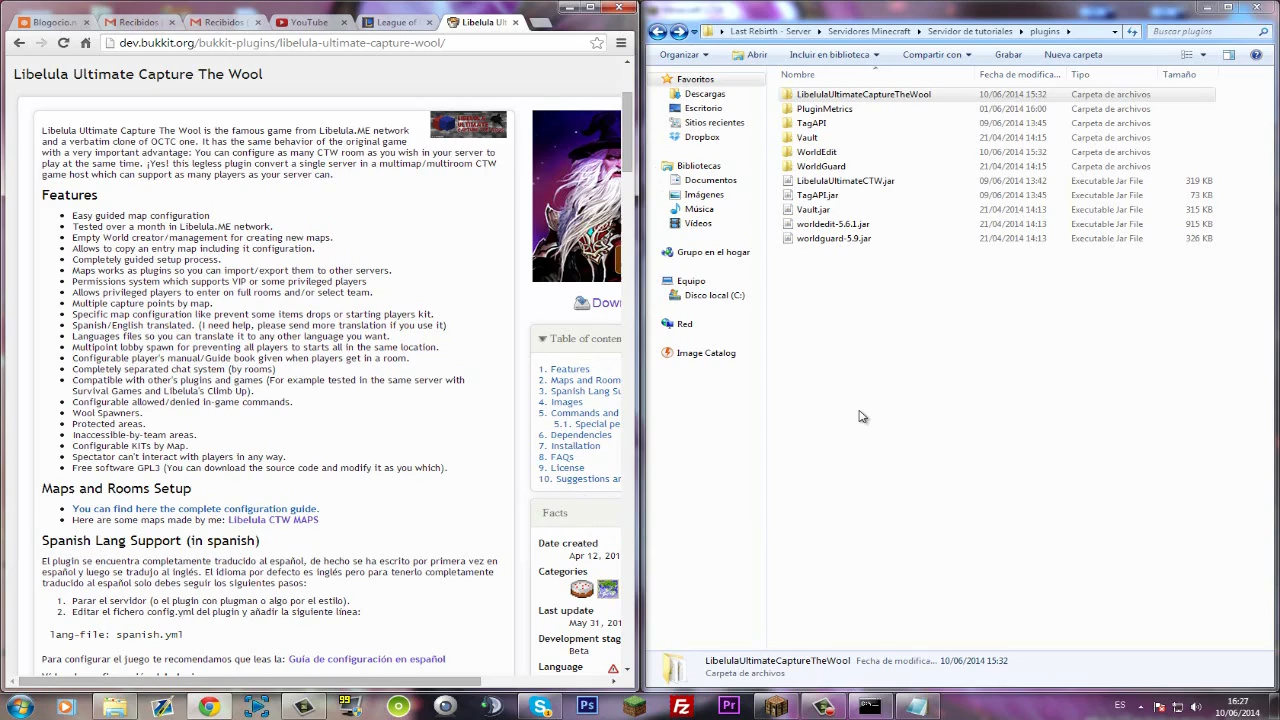 Blogocio.n
Recibidos
Recibidos (
YouTube
League of
Libelula Ult
dev.bukkit.org/bukkit-plugins/libelula-ultimate-capture-wool/
Libelula Ultimate Capture The Wool
Libelula Ultimate Capture The Wool is the famous game from Libelula.ME network
and a verbatim clone of OCTC one. It has the same behavior of the original game
with a very important advantage: You can configure as many CTW room as you wish in your server to
play at the same time. ¡Yes! this legless plugin convert a single server in a multimap/multiroom CTW
game host which can support as many players as your server can.
Features
Easy guided map configuration
Tested over a month in Libelula.ME network.
Empty World creator/management for creating new maps.
Allows to copy an entry map including it configuration.
Completely guided setup process.
Maps works as plugins so you can import/export them to other servers.
Permissions system which supports VIP or some privileged players
Allows privileged players to enter on full rooms and/or select team.
Multiple capture points by map.
Specific map configuration like prevent some items drops or starting players kit.
Spanish/English translated. (I need help, please send more translation if you use it)
Languages files so you can translate it to any other language you want.
Multipoint lobby spawn for preventing all players to starts all in the same location.
Configurable player's manual/Guide book given when players get in a room.
Completely separated chat system (by rooms)
Compatible with other's plugins and games (For example tested in the same server with
Survival Games and Libelula's Climb Up).
Configurable allowed/denied in-game commands.
Wool Spawners.
Protected areas.
Inaccessible-by-team areas.
Configurable KITs by Map.
Spectator can't interact with players in any way.
Free software GPL3 (You can download the source code and modify it as you which).
Maps and Rooms Setup
You can find here the complete configuration guide.
Here are some maps made by me: Libelula CTW MAPS
Spanish Lang Support (in spanish)
El plugin se encuentra completamente traducido al español, de hecho se ha escrito por primera vez en
español y luego se tradujo al inglés. El idioma por defecto es inglés pero para tenerlo completamente
traducido al español solo debes seguir los siguientes pasos:
1. Parar el servidor (o el plugin con plugman o algo por el estilo).
2. Editar el fichero config.yml del plugin y añadir la siguiente línea:
lang-file: spanish.yml
Para configurar el juego te recomendamos que leas la: Guía de configuración en español
Dow
Table of conten
1. Features
2. Maps and Room
3. Spanish Lang Su
4. Images
5. Commands and
5.1. Special pe
6. Dependencies
7. Installation
8. FAQs
9. License
10. Suggestions an
Facts
Date created
Apr 12, 201
Categories
Last update
May 31, 201
Development stag
Beta
Language
Last Rebirth - Server
Servidores Minecraft
Servidor de tutoriales
plugins
Buscar plugins
Organizar
Abrir
Incluir en biblioteca
Compartir con
Grabar
Nueva carpeta
Favoritos
Descargas
Escritorio
Sitios recientes
Dropbox
Bibliotecas
Documentos
Imágenes
Música
Vídeos
Grupo en el hogar
Equipo
Disco local (C:)
Red
Image Catalog
Nombre Fecha de modifica... Tipo Tamaño
LibelulaUltimateCaptureTheWool 10/06/2014 15:32 Carpeta de archivos
PluginMetrics 01/06/2014 16:00 Carpeta de archivos
TagAPI 09/06/2014 13:45 Carpeta de archivos
Vault 21/04/2014 14:15 Carpeta de archivos
WorldEdit 10/06/2014 15:32 Carpeta de archivos
WorldGuard 21/04/2014 14:15 Carpeta de archivos
LibelulaUltimateCTW.jar 09/06/2014 13:42 Executable Jar File 319 KB
TagAPI.jar 09/06/2014 13:45 Executable Jar File 73 KB
Vault.jar 21/04/2014 14:13 Executable Jar File 315 KB
worldedit-5.6.1.jar 21/04/2014 14:13 Executable Jar File 915 KB
worldguard-5.9.jar 21/04/2014 14:13 Executable Jar File 326 KB
LibelulaUltimateCaptureTheWool Fecha de modifica... 10/06/2014 15:32
Carpeta de archivos
99
Ps
Fz
Pr
ES
16:27
10/06/2014